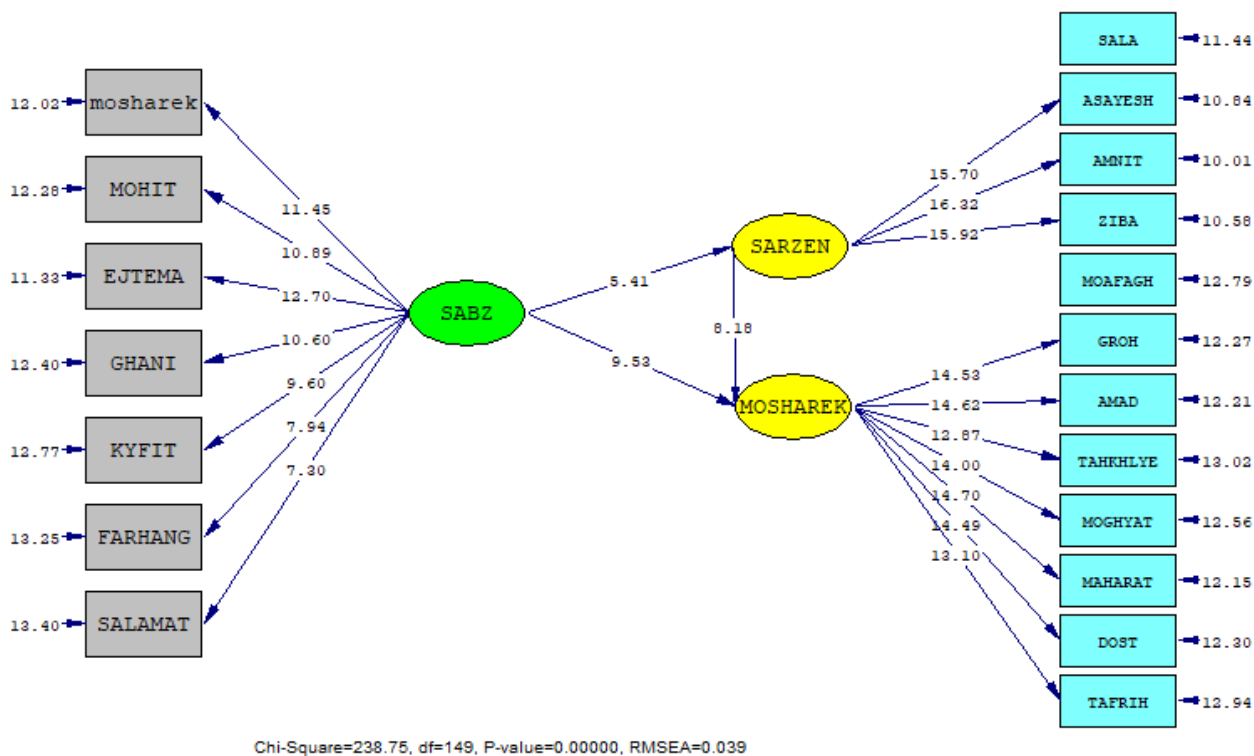 SALA
11.44
12.02
mosharek
ASAYESH
10.84
12.28
MOHIT
AMNIT
10.01
11.45
15.70
16.32
ZIBA
10.58
11.33
EJTEMA
10.89
15.92
SARZEN
12.70
5.41
MOAFAGH
12.79
SABZ
10.60
8.18
GROH
12.27
12.40
GHANI
9.60
9.53
14.53
MOSHAREK
14.62
AMAD
12.21
7.94
12.87
12.77
KYFIT
7.30
14.00
TAHKHLYE
13.02
14.70
14.49
MOGHYAT
12.56
13.25
FARHANG
13.10
MAHARAT
12.15
13.40
SALAMAT
DOST
12.30
TAFRIH
12.94
Chi-Square=238.75, df=149, P-value=0.00000, RMSEA=0.039